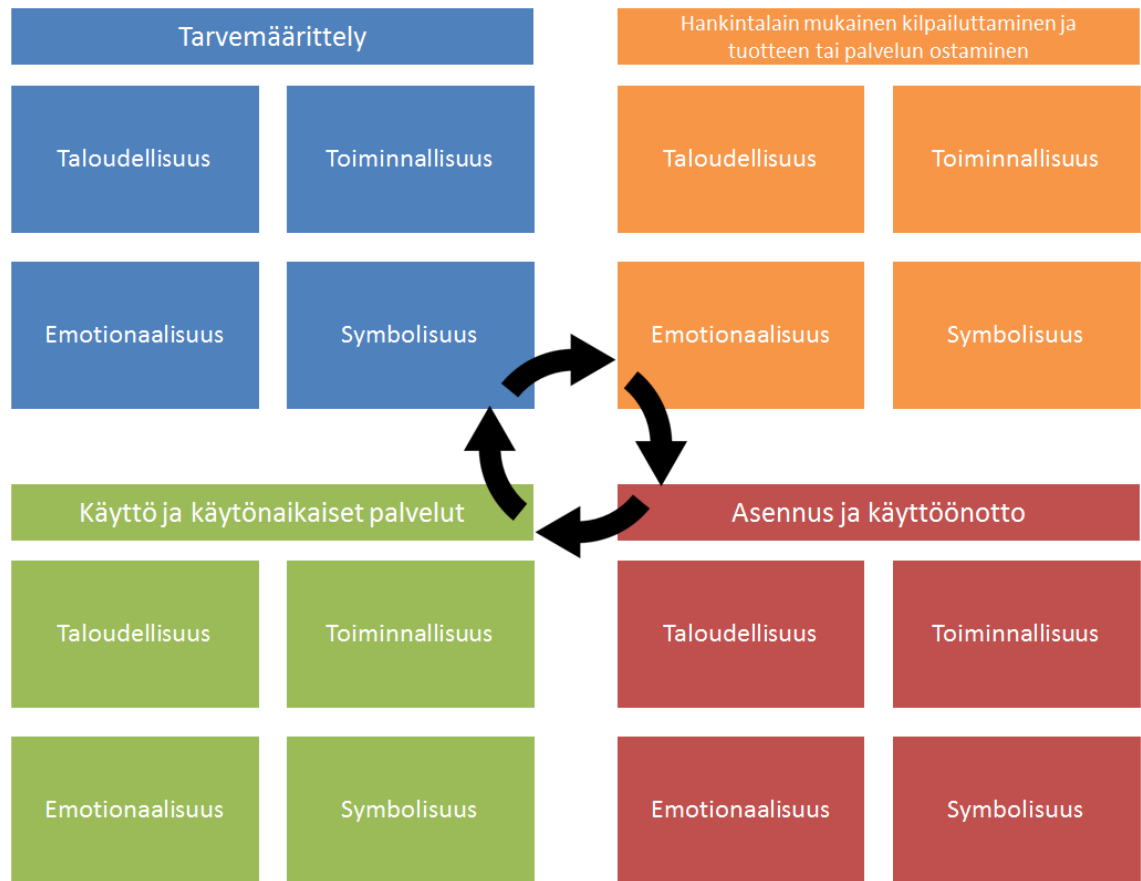 Tarvemäärittely
Taloudellisuus
Toiminnallisuus
Emotionaalisuus
Symbolisuus
Hankintalain mukainen kilpailuttaminen ja
tuotteen tai palvelun ostaminen
Taloudellisuus
Toiminnallisuus
Emotionaalisuus
Symbolisuus
Käyttö ja käytönaikaiset palvelut
Taloudellisuus
Toiminnallisuus
Emotionaalisuus
Symbolisuus
Asennus ja käyttöönotto
Taloudellisuus
Toiminnallisuus
Emotionaalisuus
Symbolisuus